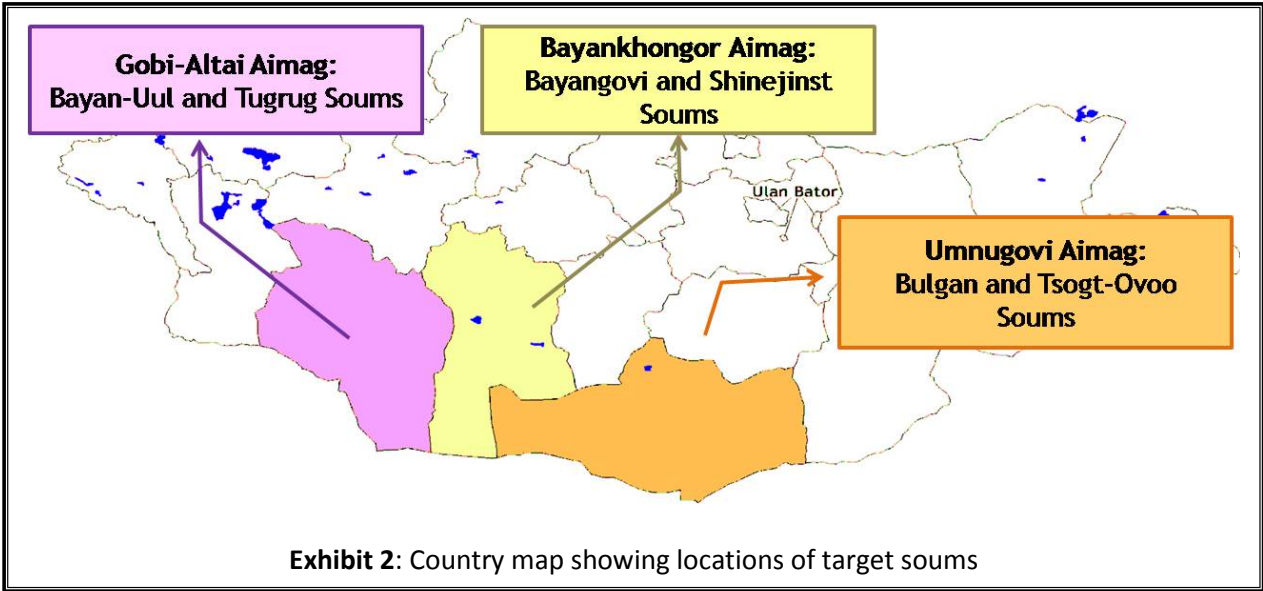 Gobi-Altai Aimag:
Bayan-Uul and Tugrug Soums
Bayankhongor Aimag:
Bayangovi and Shinejinst
Soums
Ulan Bator
Umnugovi Aimag:
Bulgan and Tsogt-Ovoo
Soums
Exhibit 2: Country map showing locations of target soums